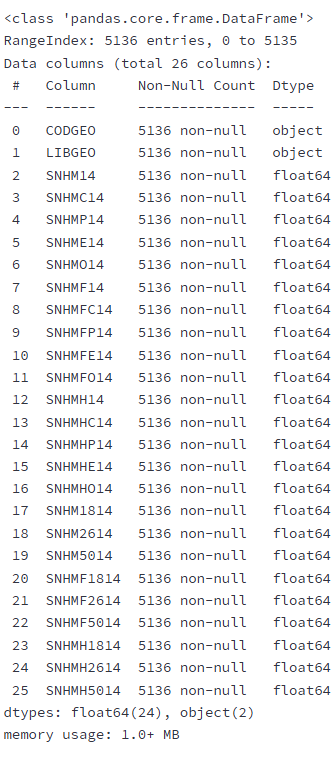 <class 'pandas.core.frame.DataFrame'>
RangeIndex: 5136 entries, 0 to 5135
Data columns (total 26 columns):
 #   Column     Non-Null Count  Dtype
---  ------     --------------  -----
 0   CODGEO     5136 non-null   object
 1   LIBGEO     5136 non-null   object
 2   SNHM14     5136 non-null   float64
 3   SNHMC14    5136 non-null   float64
 4   SNHMP14    5136 non-null   float64
 5   SNHME14    5136 non-null   float64
 6   SNHMO14    5136 non-null   float64
 7   SNHMF14    5136 non-null   float64
 8   SNHMFC14   5136 non-null   float64
 9   SNHMFP14   5136 non-null   float64
 10  SNHMFE14   5136 non-null   float64
 11  SNHMFO14   5136 non-null   float64
 12  SNHMH14    5136 non-null   float64
 13  SNHMHC14   5136 non-null   float64
 14  SNHMHP14   5136 non-null   float64
 15  SNHMHE14   5136 non-null   float64
 16  SNHMHO14   5136 non-null   float64
 17  SNHM1814   5136 non-null   float64
 18  SNHM2614   5136 non-null   float64
 19  SNHM5014   5136 non-null   float64
 20  SNHMF1814  5136 non-null   float64
 21  SNHMF2614  5136 non-null   float64
 22  SNHMF5014  5136 non-null   float64
 23  SNHMH1814  5136 non-null   float64
 24  SNHMH2614  5136 non-null   float64
 25  SNHMH5014  5136 non-null   float64
dtypes: float64(24), object(2)
memory usage: 1.0+ MB